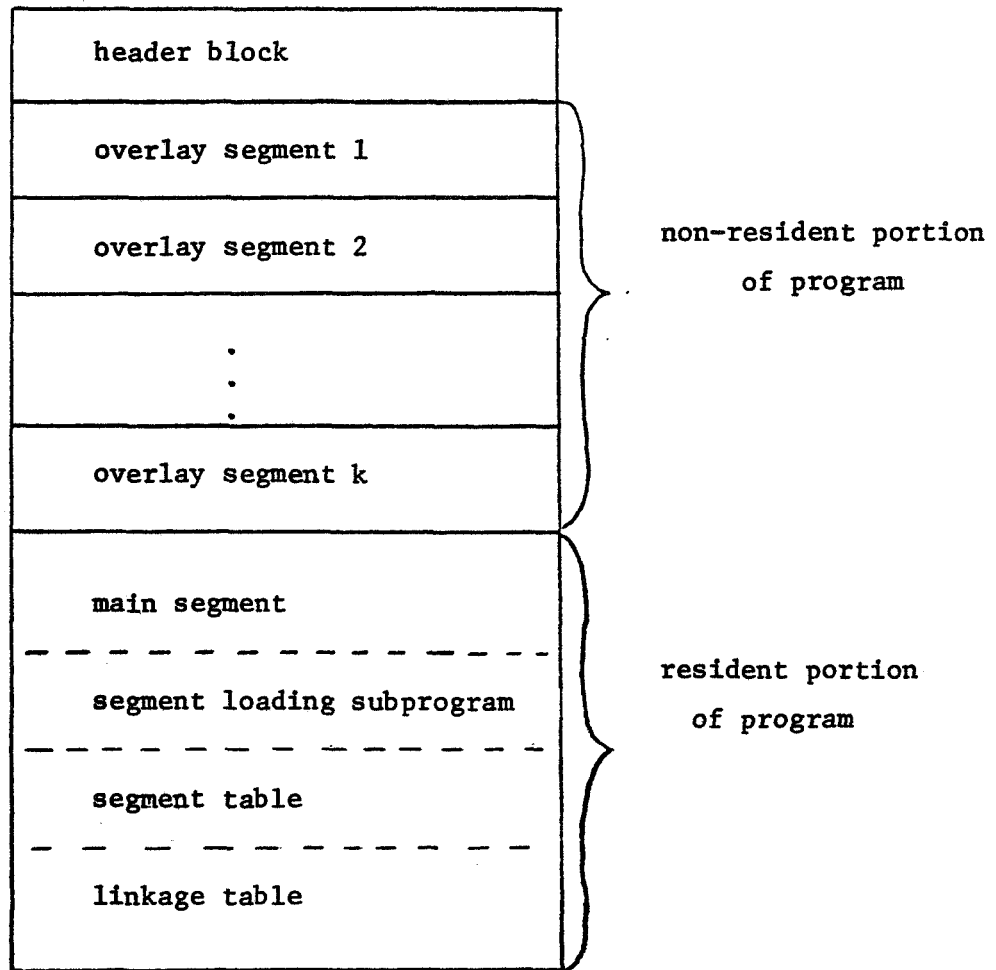 header block
overlay segment 1
overlay segment 2
non-resident portion
of program
.
.
.
overlay segment k
main segment
segment loading subprogram
resident portion
of program
segment table
linkage table